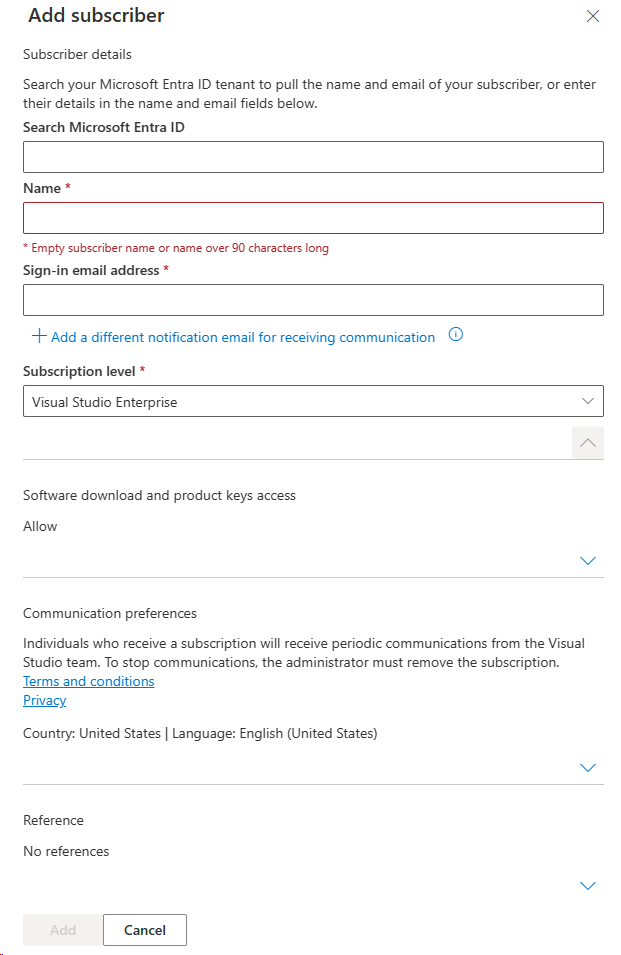 Add subscriber
Subscriber details
Search your Microsoft Entra ID tenant to pull the name and email of your subscriber, or enter
their details in the name and email fields below.
Search Microsoft Entra ID
Name *
* Empty subscriber name or name over 90 characters long
Sign-in email address *
Add a different notification email for receiving communication
Subscription level *
Visual Studio Enterprise
Software download and product keys access
Allow
Communication preferences
Individuals who receive a subscription will receive periodic communications from the Visual
Studio team. To stop communications, the administrator must remove the subscription.
Terms and conditions
Privacy
Country: United States | Language: English (United States)
Reference
No references
Add Cancel